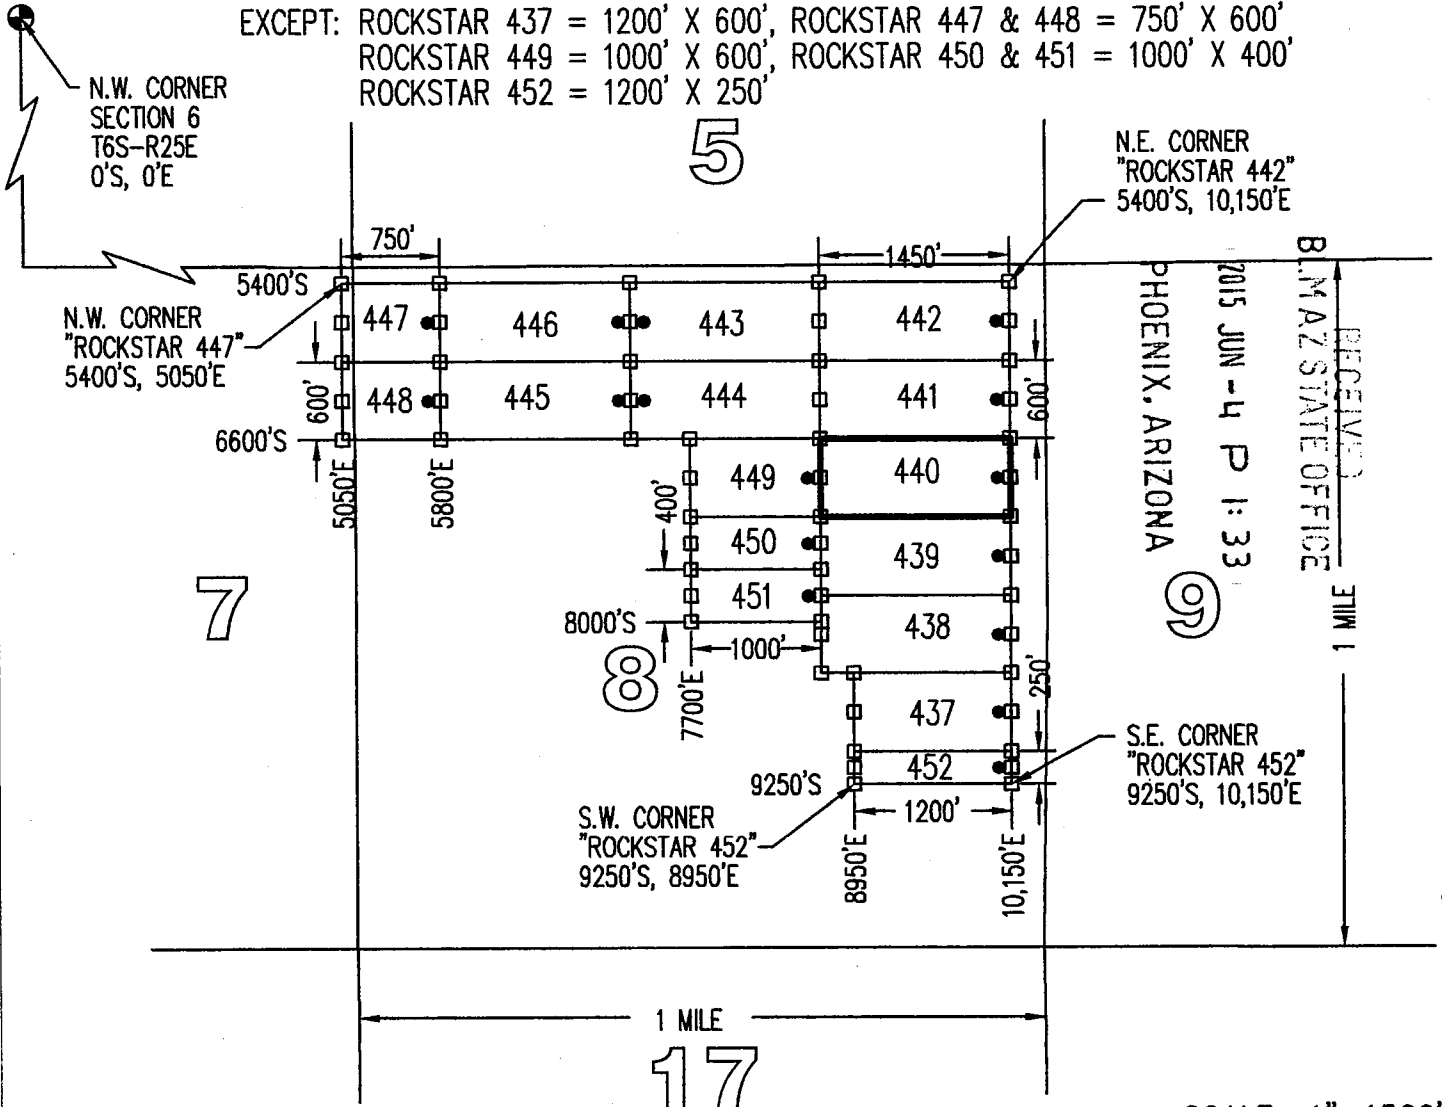 EXCEPT: ROCKSTAR 437 = 1200' X 600', ROCKSTAR 447 & 448 = 750' X 600'
ROCKSTAR 449 = 1000' X 600', ROCKSTAR 450 & 451 = 1000' X 400'
ROCKSTAR 452 = 1200' X 250'
N.W. CORNER
SECTION 6
T6S-R25E
0'S, 0'E
5
N.E. CORNER
"ROCKSTAR 442"
5400'S, 10,150'E
750'
1450'
5400'S
N.W. CORNER
"ROCKSTAR 447"
5400'S, 5050'E
447
446
443
442
448
445
444
441
600'
600'
6600'S
5050'E
5800'E
449
440
400'
450
439
451
438
8000'S
1000'
7700'E
7
8
9
250'
437
452
9250'S
1200'
S.W. CORNER
"ROCKSTAR 452"
9250'S, 8950'E
S.E. CORNER
"ROCKSTAR 452"
9250'S, 10,150'E
8950'E
10,150'E
RECEIVED
B.M AZ STATE OFFICE
2015 JUN -4 P 1:33
PHOENIX, ARIZONA
1 MILE
1 MILE
17